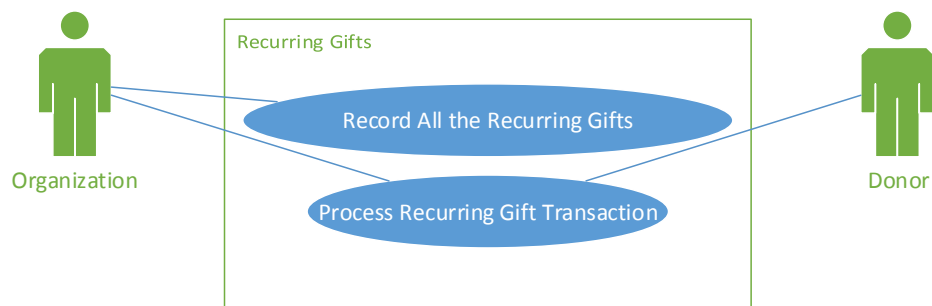 Recurring Gifts
Record All the Recurring Gifts
Organization
Donor
Process Recurring Gift Transaction